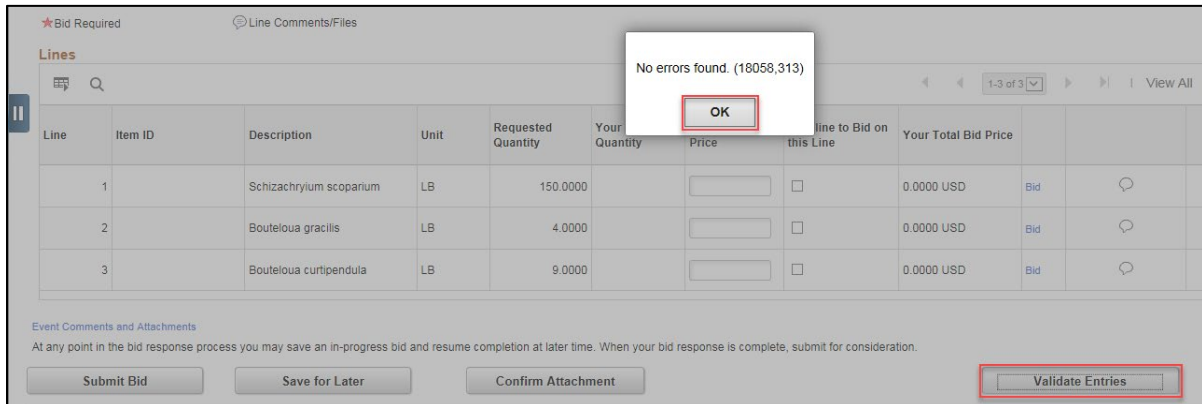 Bid Required Line Comments/Files
Lines
No errors found. (18058,313)
OK
1-3 of 3 View All
Line Item ID Description Unit Requested Quantity Your Quantity Price line to Bid on this Line Your Total Bid Price
1 Schizachryium scoparium LB 150.0000 0.0000 USD Bid
2 Bouteloua gracilis LB 4.0000 0.0000 USD Bid
3 Bouteloua curtipendula LB 9.0000 0.0000 USD Bid
Event Comments and Attachments
At any point in the bid response process you may save an in-progress bid and resume completion at later time. When your bid response is complete, submit for consideration.
Submit Bid Save for Later Confirm Attachment Validate Entries